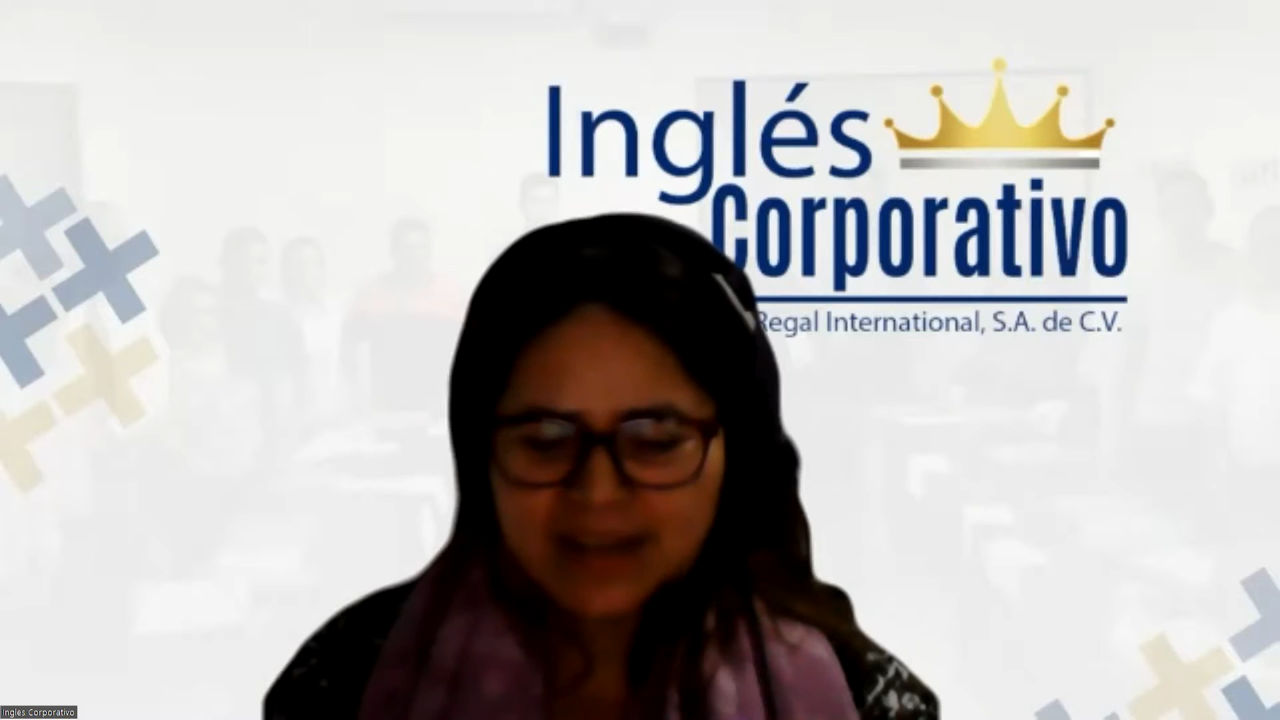 Inglés
Corporativo
Regal International, S.A. de C.V.
Inglés Corporativo